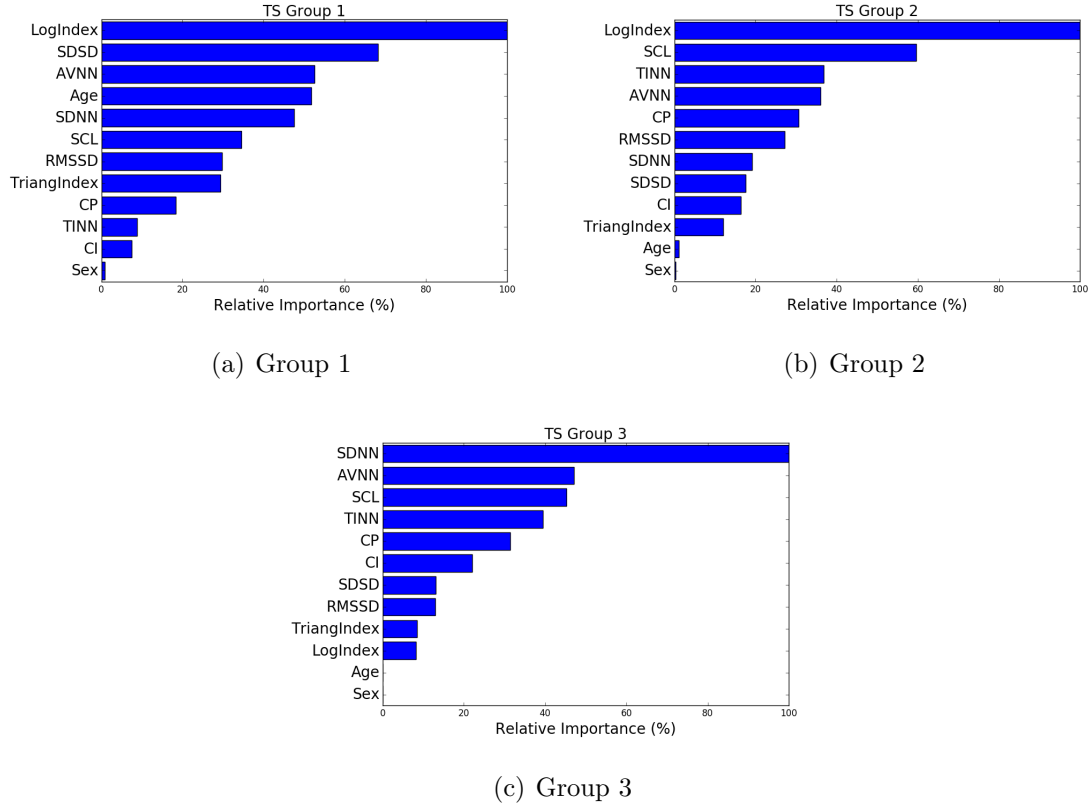 TS Group 1
LogIndex
SDSD
AVNN
Age
SDNN
SCL
RMSSD
TriangIndex
CP
TINN
CI
Sex
0 20 40 60 80 100
Relative Importance (%)
(a) Group 1
TS Group 2
LogIndex
SCL
TINN
AVNN
CP
RMSSD
SDNN
SDSD
CI
TriangIndex
Age
Sex
0 20 40 60 80 100
Relative Importance (%)
(b) Group 2
TS Group 3
SDNN
AVNN
SCL
TINN
CP
CI
SDSD
RMSSD
TriangIndex
LogIndex
Age
Sex
0 20 40 60 80 100
Relative Importance (%)
(c) Group 3